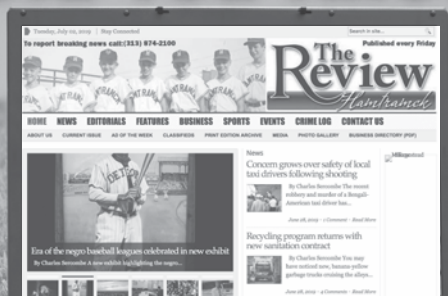 Tuesday, July 02, 2019 | Stay Connected
Search in site...
To report breaking news call:(313) 874-2100
Published every Friday
The
Review
Hamtramck
HOME NEWS EDITORIALS FEATURES BUSINESS SPORTS EVENTS CRIME LOG CONTACT US
ABOUT US CURRENT ISSUE AD OF THE WEEK CLASSIFIEDS PRINT EDITION ARCHIVE MEDIA PHOTO GALLERY BUSINESS DIRECTORY (PDF)
DETROIT
Era of the negro baseball leagues celebrated in new exhibit
By Charles Sercombe A new exhibit highlighting the negro...
News
Concern grows over safety of local
taxi drivers following shooting
By Charles Sercombe The recent
robbery and murder of a Bengali-
American taxi driver has...
June 28, 2019 - 1 Comment - Read More
Recycling program returns with
new sanitation contract
By Charles Sercombe You may
have noticed new, banana-yellow
garbage trucks cruising the alleys...
June 28, 2019 - 4 Comments - Read More